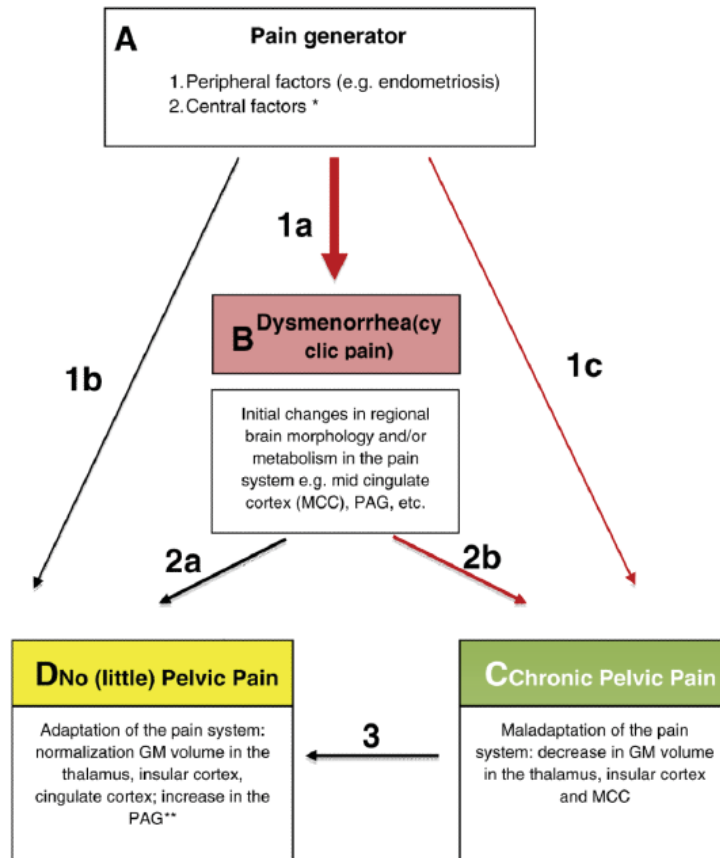 A Pain generator
1. Peripheral factors (e.g. endometriosis)
2. Central factors *
1a
B Dysmenorrhea(cy
clic pain)
1b
1c
Initial changes in regional
brain morphology and/or
metabolism in the pain
system e.g. mid cingulate
cortex (MCC), PAG, etc.
2a
2b
D No (little) Pelvic Pain
C Chronic Pelvic Pain
Adaptation of the pain system:
normalization GM volume in the
thalamus, insular cortex,
cingulate cortex; increase in the
PAG**
3
Maladaptation of the pain
system: decrease in GM volume
in the thalamus, insular cortex
and MCC